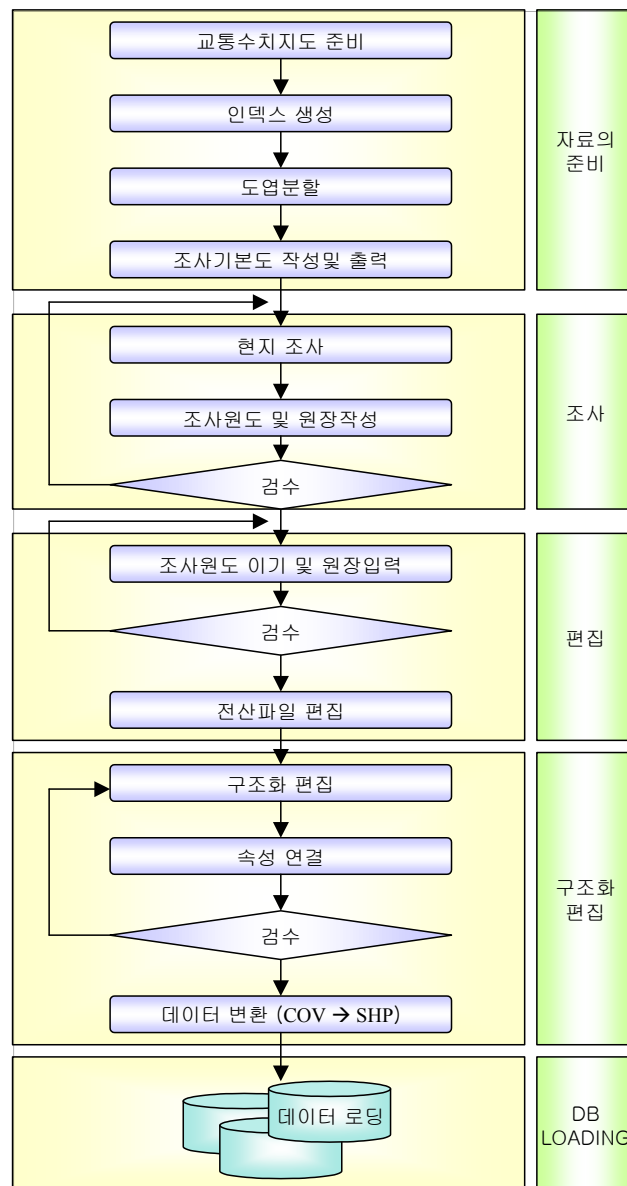 교통수치지도 준비
인덱스 생성
도엽분할
조사기본도 작성및 출력
자료의
준비
현지 조사
조사원도 및 원장작성
검수
조사
조사원도 이기 및 원장입력
검수
전산파일 편집
편집
구조화 편집
속성 연결
검수
데이터 변환 (COV → SHP)
구조화
편집
데이터 로딩
DB
LOADING